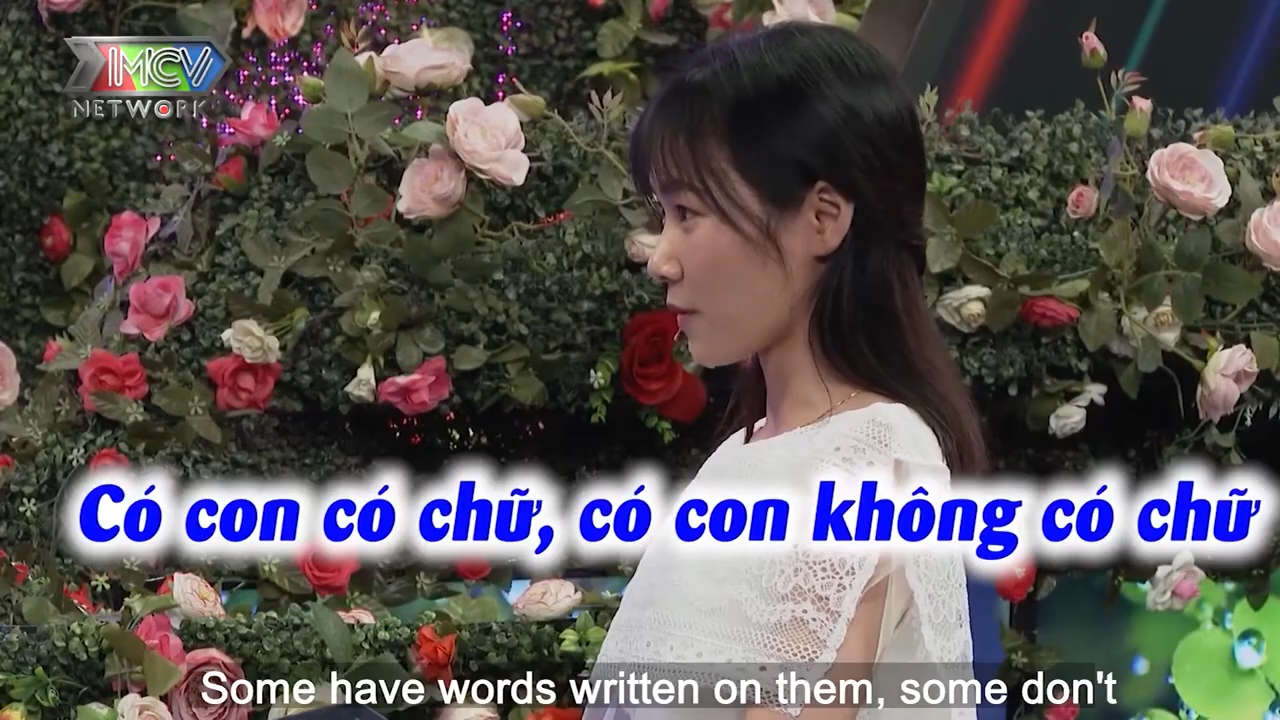 MCV
NETWORK
Có con có chữ, có con không có chữ
Some have words written on them, some don't